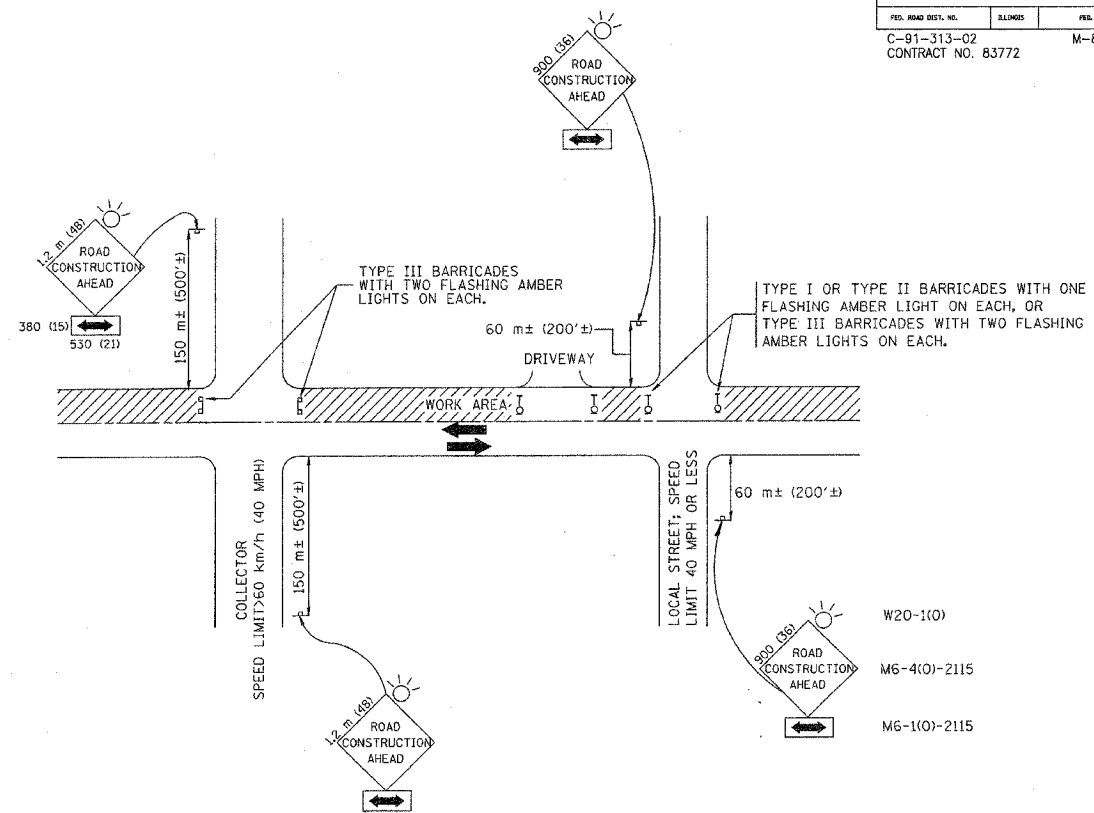 FED. ROAD DIST. NO. ILLINOIS FED.
C-91-313-02 M-8
CONTRACT NO. 83772
900 (36)
ROAD
CONSTRUCTION
AHEAD
1.2 m (48)
ROAD
CONSTRUCTION
AHEAD
380 (15)
530 (21)
150 m± (500'±)
TYPE III BARRICADES
WITH TWO FLASHING AMBER
LIGHTS ON EACH.
60 m± (200'±)
DRIVEWAY
TYPE I OR TYPE II BARRICADES WITH ONE
FLASHING AMBER LIGHT ON EACH, OR
TYPE III BARRICADES WITH TWO FLASHING
AMBER LIGHTS ON EACH.
WORK AREA
COLLECTOR
SPEED LIMIT>60 km/h (40 MPH)
150 m± (500'±)
LOCAL STREET; SPEED
LIMIT 40 MPH OR LESS
60 m± (200'±)
1.2 m (48)
ROAD
CONSTRUCTION
AHEAD
900 (36)
ROAD
CONSTRUCTION
AHEAD
W20-1(O)
M6-4(O)-2115
M6-1(O)-2115